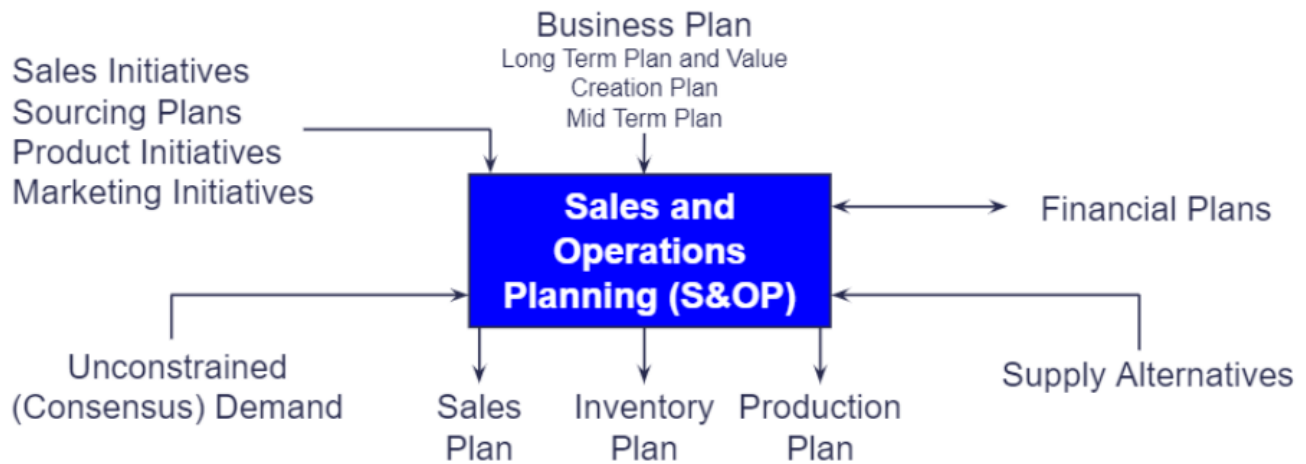 Business Plan
Long Term Plan and Value
Creation Plan
Mid Term Plan
Sales Initiatives
Sourcing Plans
Product Initiatives
Marketing Initiatives
Sales and
Operations
Planning (S&OP)
Financial Plans
Unconstrained
(Consensus) Demand
Supply Alternatives
Sales
Plan
Inventory
Plan
Production
Plan